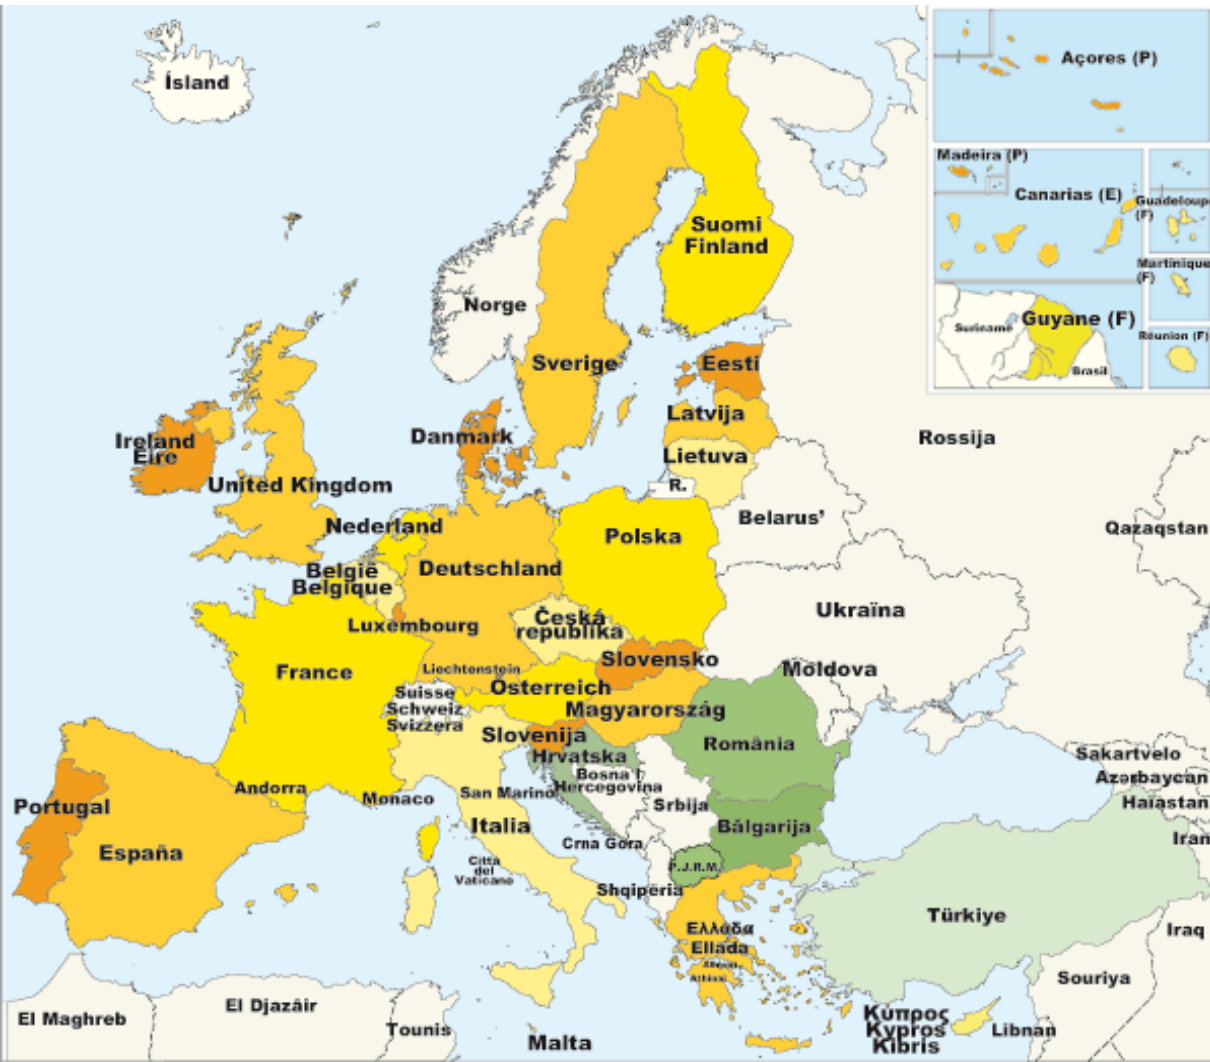 Ísland
Açores (P)
Madeira (P)
Canarias (E)
Guadeloupe
(F)
Martinique
(F)
Guyane (F)
Suriname
Brasil
Réunion (F)
Suomi
Finland
Norge
Sverige
Eesti
Latvija
Lietuva
R.
Danmark
Ireland
Éire
United Kingdom
Nederland
België
Belgique
Deutschland
Polska
Belarus'
Rossija
Qazaqstan
Luxembourg
Česká
republika
Ukraïna
France
Liechtenstein
Slovensko
Moldova
Suisse
Schweiz
Svizzera
Österreich
Magyarország
Slovenija
România
Hrvatska
Bosna i
Hercegovina
Srbija
Sakartvelo
Azərbaycan
Haiastan
Iran
Andorra
Monaco
San Marino
Portugal
España
Italia
Crna Gora
Bălgarija
P.J.R.M.
Città
del
Vaticano
Shqipëria
Ελλάδα
Ellada
Athinai
Türkiye
Iraq
Souriya
El Maghreb
El Djazâir
Tounis
Malta
Κύπρος
Kypros
Kibris
Libnan